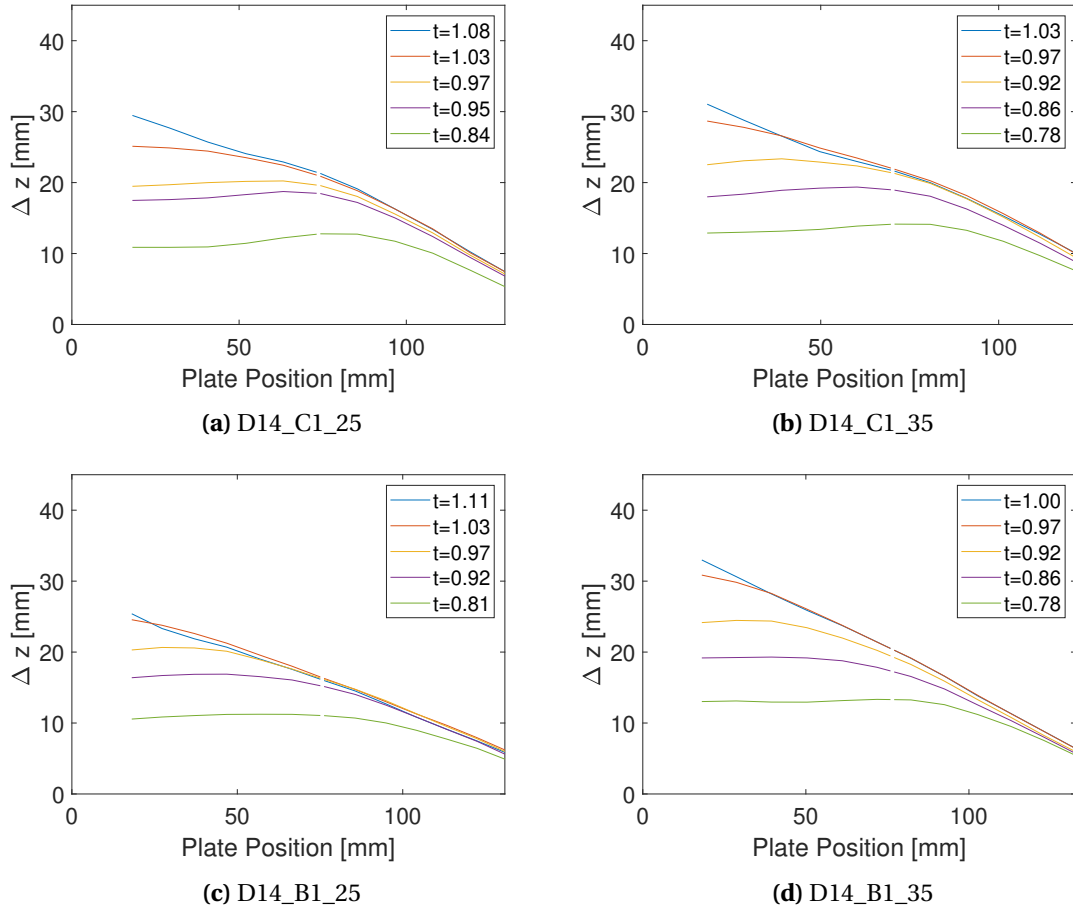 40
30
20
10
0
Δ z [mm]
0 50 100
Plate Position [mm]
t=1.08
t=1.03
t=0.97
t=0.95
t=0.84
(a) D14_C1_25
40
30
20
10
0
Δ z [mm]
0 50 100
Plate Position [mm]
t=1.03
t=0.97
t=0.92
t=0.86
t=0.78
(b) D14_C1_35
40
30
20
10
0
Δ z [mm]
0 50 100
Plate Position [mm]
t=1.11
t=1.03
t=0.97
t=0.92
t=0.81
(c) D14_B1_25
40
30
20
10
0
Δ z [mm]
0 50 100
Plate Position [mm]
t=1.00
t=0.97
t=0.92
t=0.86
t=0.78
(d) D14_B1_35